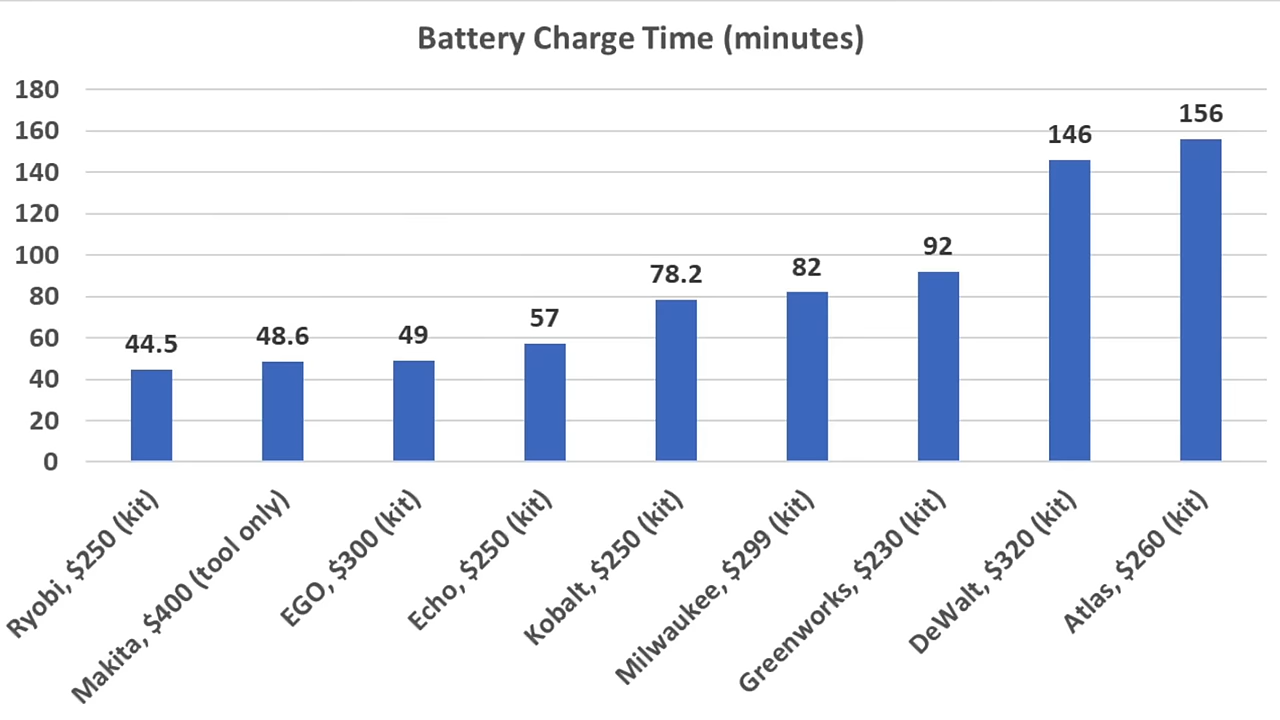 Battery Charge Time (minutes)
180
160
140
120
100
80
60
40
20
0
44.5
48.6
49
57
78.2
82
92
146
156
Ryobi, $250 (kit)
Makita, $400 (tool only)
EGO, $300 (kit)
Echo, $250 (kit)
Kobalt, $250 (kit)
Milwaukee, $299 (kit)
Greenworks, $230 (kit)
DeWalt, $320 (kit)
Atlas, $260 (kit)